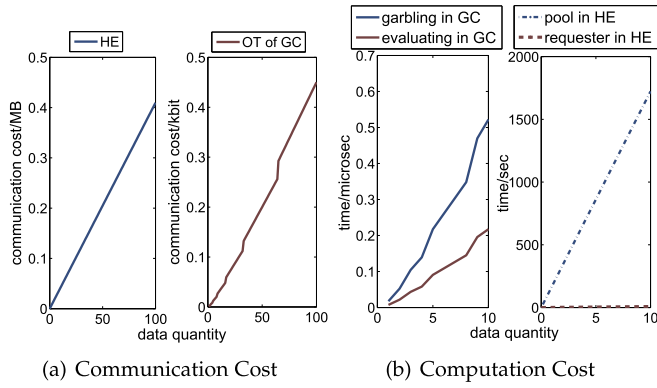 HE
OT of GC
garbling in GC
evaluating in GC
pool in HE
requester in HE
communication cost/MB
0.5
0.4
0.3
0.2
0.1
0
0 50 100
communication cost/kbit
0.5
0.4
0.3
0.2
0.1
0
0 50 100
data quantity
time/microsec
0.7
0.6
0.5
0.4
0.3
0.2
0.1
0
0 5 10
time/sec
2000
1500
1000
500
0
0 5 10
data quantity
(a) Communication Cost
(b) Computation Cost